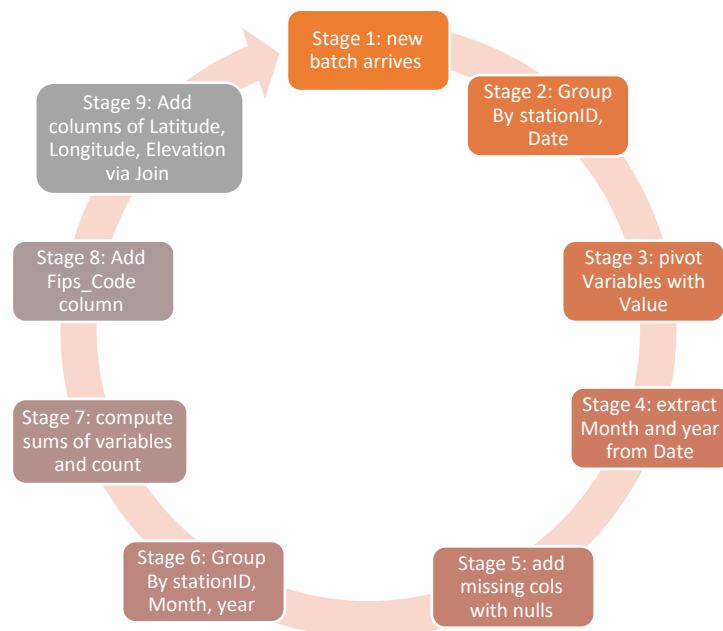 Stage 1: new
batch arrives
Stage 2: Group
By stationID,
Date
Stage 3: pivot
Variables with
Value
Stage 4: extract
Month and year
from Date
Stage 5: add
missing cols
with nulls
Stage 6: Group
By stationID,
Month, year
Stage 7: compute
sums of variables
and count
Stage 8: Add
Fips_Code
column
Stage 9: Add
columns of Latitude,
Longitude, Elevation
via Join